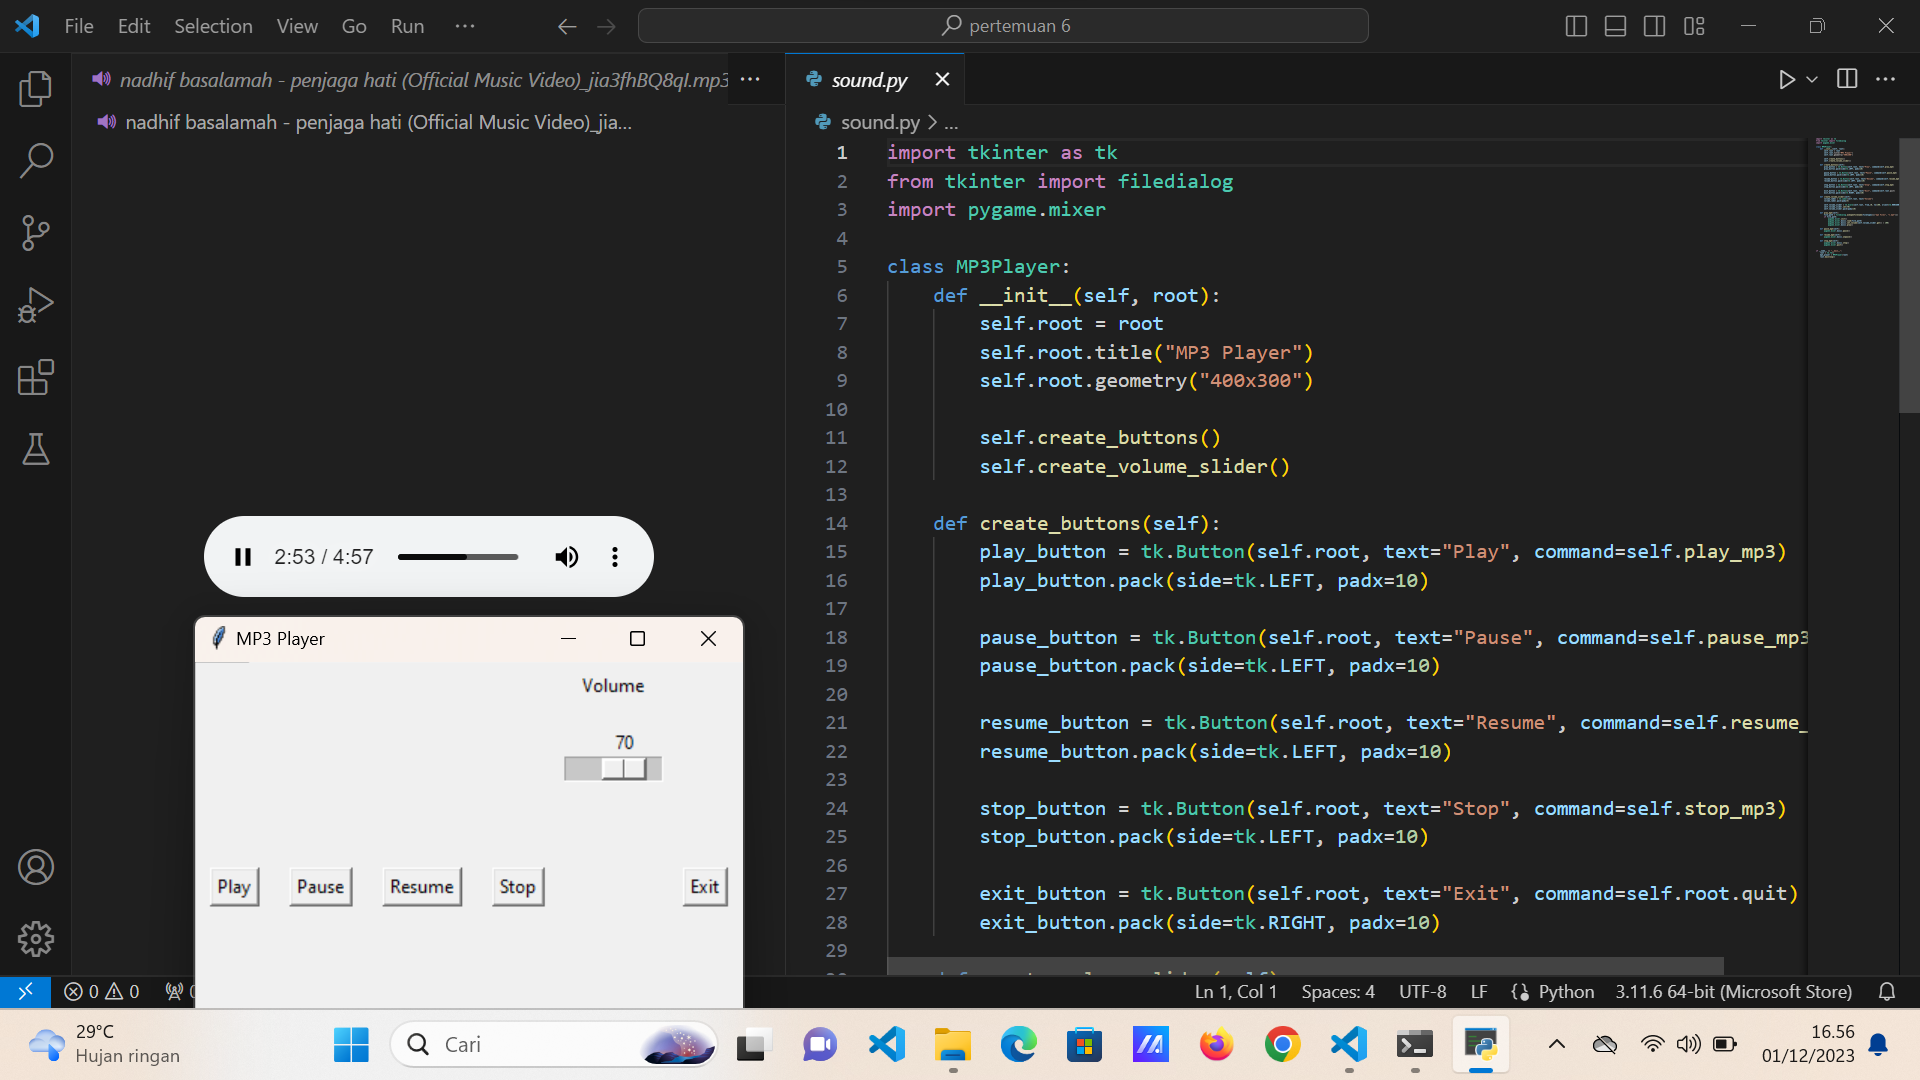 File Edit Selection View Go Run ···
pertemuan 6
nadhif basalamah - penjaga hati (Official Music Video)_jia3fhBQ8qI.mp3 ···
nadhif basalamah - penjaga hati (Official Music Video)_jia...
2:53 / 4:57
MP3 Player
Volume
70
Play Pause Resume Stop Exit
sound.py
sound.py > ...
1 import tkinter as tk
2 from tkinter import filedialog
3 import pygame.mixer
4
5 class MP3Player:
6 def __init__(self, root):
7 self.root = root
8 self.root.title("MP3 Player")
9 self.root.geometry("400x300")
10
11 self.create_buttons()
12 self.create_volume_slider()
13
14 def create_buttons(self):
15 play_button = tk.Button(self.root, text="Play", command=self.play_mp3)
16 play_button.pack(side=tk.LEFT, padx=10)
17
18 pause_button = tk.Button(self.root, text="Pause", command=self.pause_mp3
19 pause_button.pack(side=tk.LEFT, padx=10)
20
21 resume_button = tk.Button(self.root, text="Resume", command=self.resume_
22 resume_button.pack(side=tk.LEFT, padx=10)
23
24 stop_button = tk.Button(self.root, text="Stop", command=self.stop_mp3)
25 stop_button.pack(side=tk.LEFT, padx=10)
26
27 exit_button = tk.Button(self.root, text="Exit", command=self.root.quit)
28 exit_button.pack(side=tk.RIGHT, padx=10)
29
0 0
Ln 1, Col 1 Spaces: 4 UTF-8 LF Python 3.11.6 64-bit (Microsoft Store)
29°C
Hujan ringan
Cari
16.56
01/12/2023